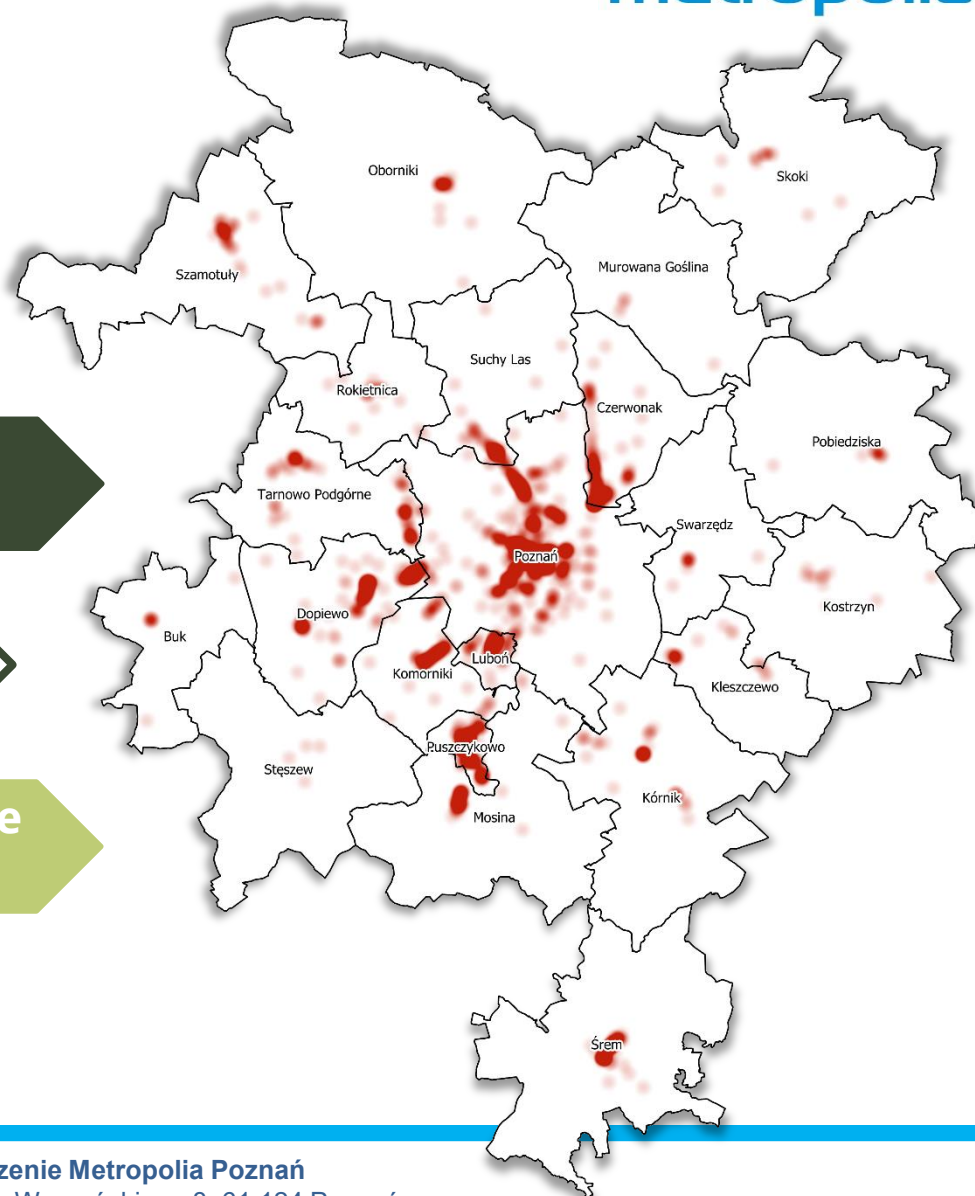 Oborniki
Skoki
Szamotuły
Murowana Goślina
Suchy Las
Rokietnica
Czerwonak
Pobiedziska
Tarnowo Podgórne
Swarzędz
Poznań
Kostrzyn
Dopiewo
Buk
Luboń
Komorniki
Kleszczewo
Puszczykowo
Stęszew
Kórnik
Mosina
e
Śrem
zenie Metropolia Poznań